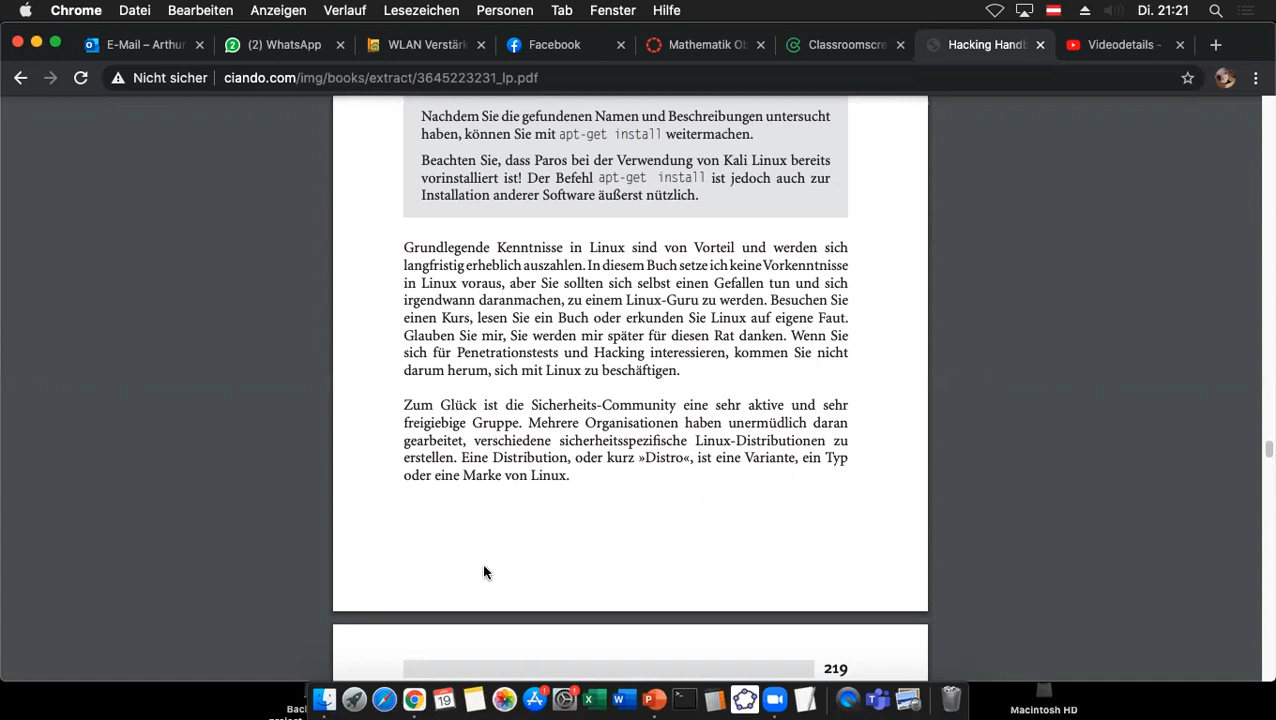 Chrome Datei Bearbeiten Anzeigen Verlauf Lesezeichen Personen Tab Fenster Hilfe Di. 21:21
E-Mail – Arthur (2) WhatsApp WLAN Verstärk Facebook Mathematik Ob Classroomscre Hacking Handb Videodetails -
Nicht sicher ciando.com/img/books/extract/3645223231_lp.pdf
Nachdem Sie die gefundenen Namen und Beschreibungen untersucht
haben, können Sie mit apt-get install weitermachen.
Beachten Sie, dass Paros bei der Verwendung von Kali Linux bereits
vorinstalliert ist! Der Befehl apt-get install ist jedoch auch zur
Installation anderer Software äußerst nützlich.
Grundlegende Kenntnisse in Linux sind von Vorteil und werden sich
langfristig erheblich auszahlen. In diesem Buch setze ich keine Vorkenntnisse
in Linux voraus, aber Sie sollten sich selbst einen Gefallen tun und sich
irgendwann daranmachen, zu einem Linux-Guru zu werden. Besuchen Sie
einen Kurs, lesen Sie ein Buch oder erkunden Sie Linux auf eigene Faut.
Glauben Sie mir, Sie werden mir später für diesen Rat danken. Wenn Sie
sich für Penetrationstests und Hacking interessieren, kommen Sie nicht
darum herum, sich mit Linux zu beschäftigen.
Zum Glück ist die Sicherheits-Community eine sehr aktive und sehr
freigiebige Gruppe. Mehrere Organisationen haben unermüdlich daran
gearbeitet, verschiedene sicherheitsspezifische Linux-Distributionen zu
erstellen. Eine Distribution, oder kurz »Distro«, ist eine Variante, ein Typ
oder eine Marke von Linux.
219
Macintosh HD